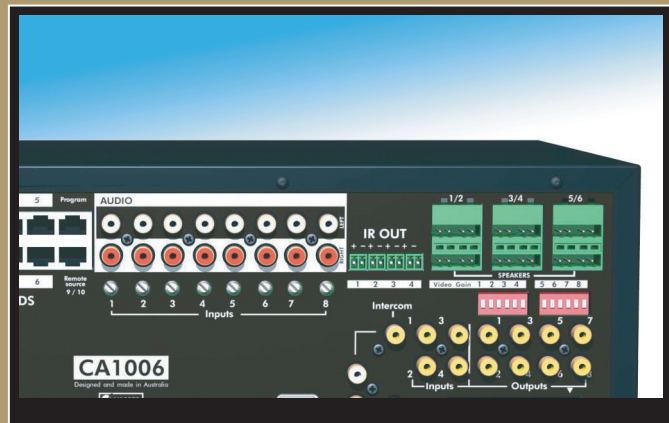 5 Program
AUDIO
LEFT
RIGHT
6 Remote source 9 / 10
DS
1 2 3 4 5 6 7 8
Inputs
IR OUT
- + - + - + - +
1 2 3 4
1/2 3/4 5/6
SPEAKERS
Video Gain 1 2 3 4 5 6 7 8
Intercom
1 3 1 3 5 7
2 4 2 4 6 8
Inputs Outputs
CA1006
Designed and made in Australia